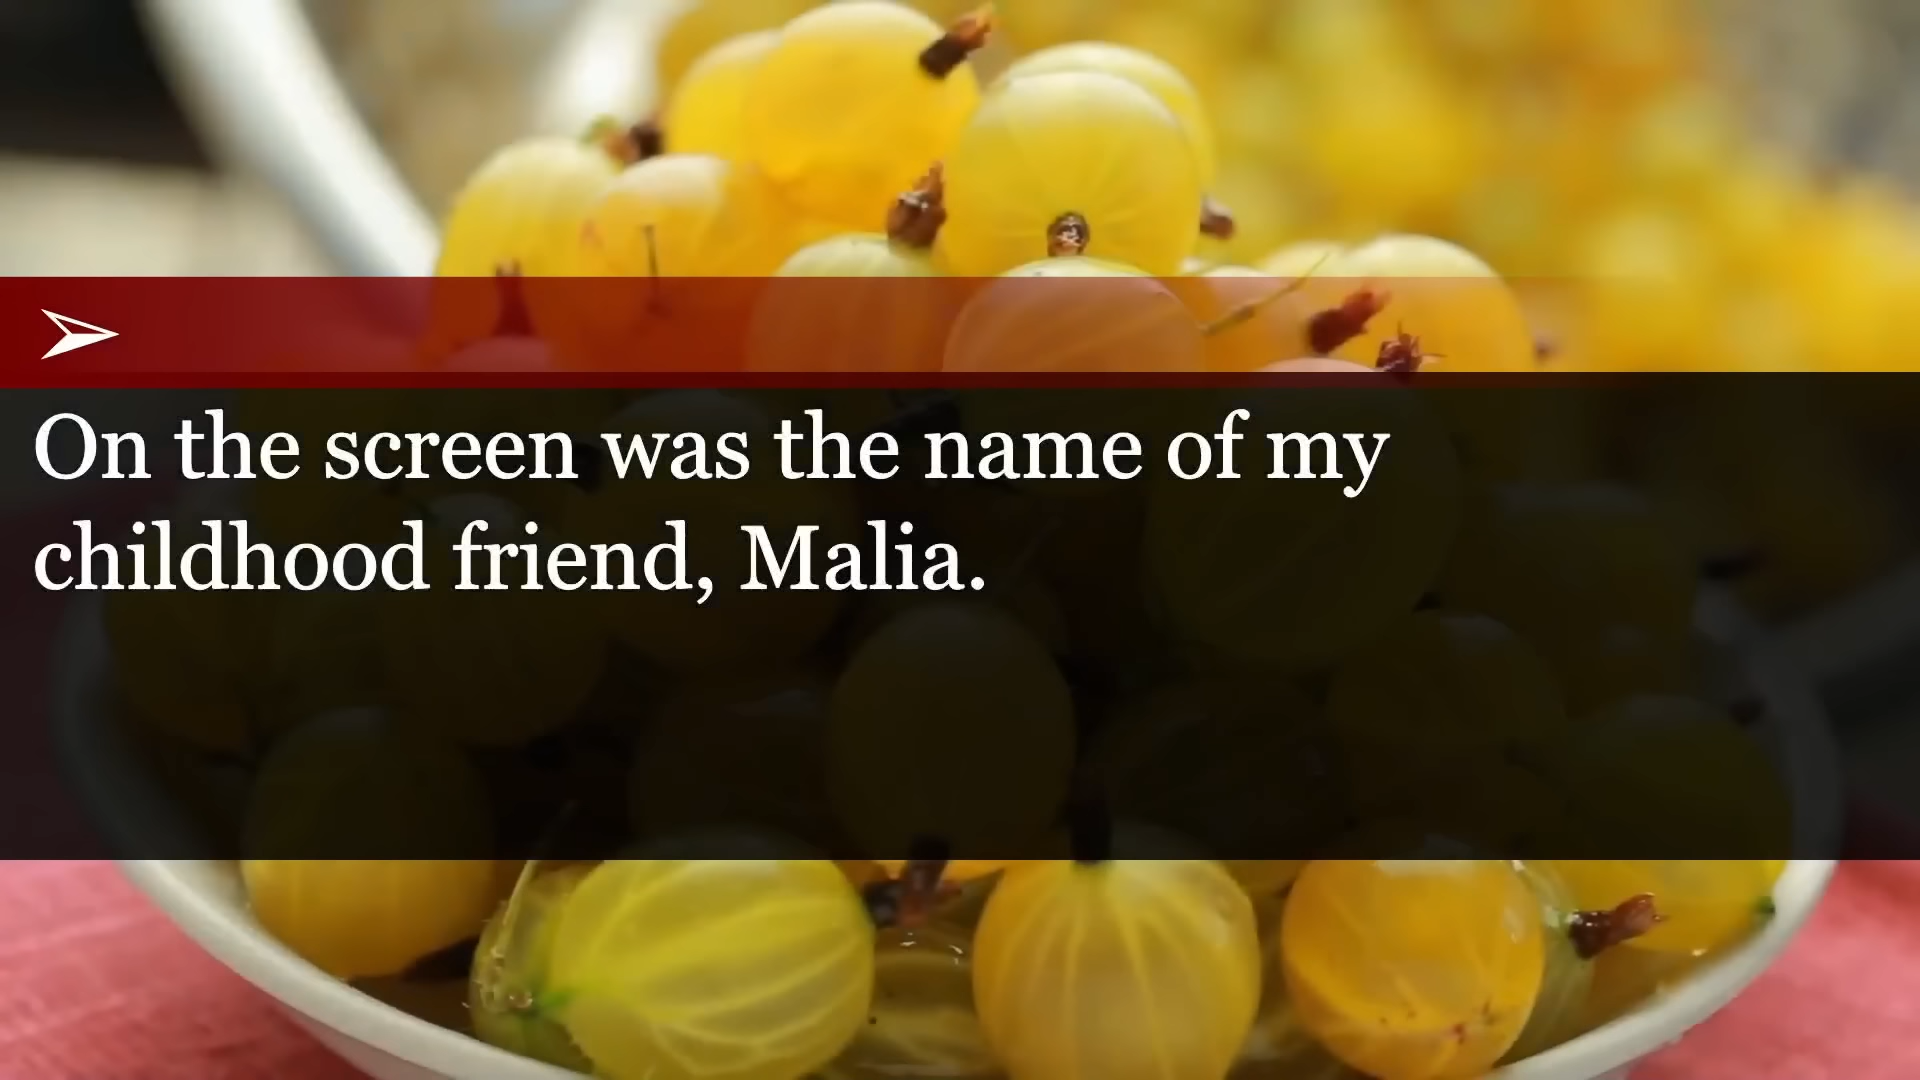 On the screen was the name of my
childhood friend, Malia.